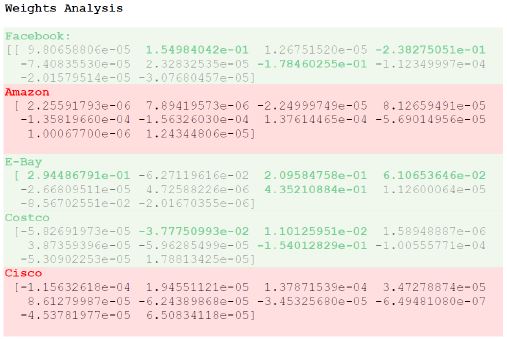 Weights Analysis
Facebook:
[[ 9.80658806e-05 1.54984042e-01 1.26751520e-05 -2.38275051e-01
-7.40835530e-05 2.32832535e-05 -1.78460255e-01 -1.12349997e-04
-2.01579514e-05 -3.07680457e-05]
Amazon
[ 2.25591793e-06 7.89419573e-06 -2.24999749e-05 8.12659491e-05
-1.35819660e-04 -1.56326030e-04 1.37614465e-04 -5.69014956e-05
1.00067700e-06 1.24344806e-05]
E-Bay
[ 2.94486791e-01 -6.27119616e-02 2.09584758e-01 6.10653646e-02
-2.66809511e-05 4.72588226e-06 4.35210884e-01 1.12600064e-05
-8.56702551e-02 -2.01670355e-06]
Costco
[-5.82691973e-05 -3.77750993e-02 1.10125951e-02 1.58948887e-06
3.87359396e-05 -5.96285499e-05 -1.54012829e-01 -1.00555771e-04
-5.30902253e-05 1.78813425e-05]
Cisco
[-1.15632618e-04 1.94551121e-05 1.37871539e-04 3.47278874e-05
8.61279987e-05 -6.24389868e-05 -3.45325680e-05 -6.49481080e-07
-4.53781977e-05 6.50834118e-05]